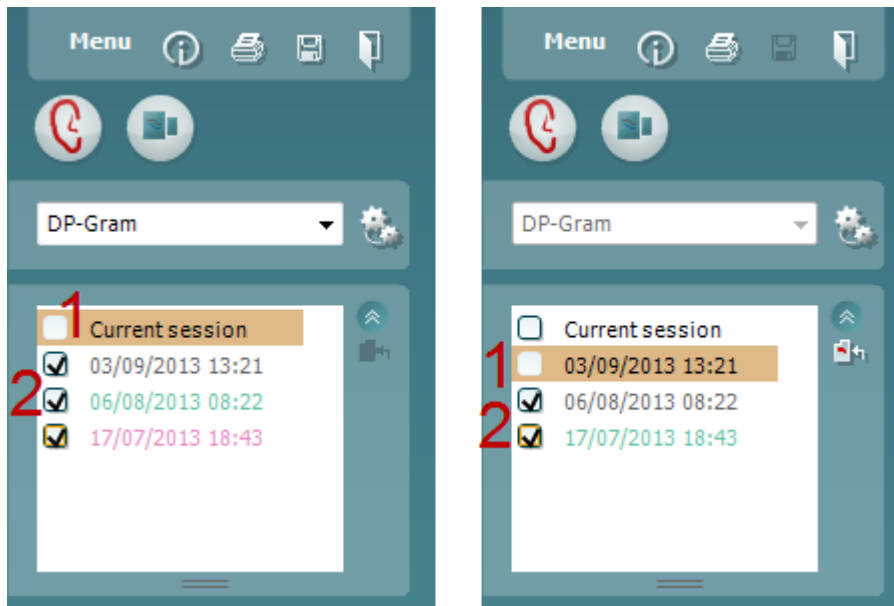 Menu
DP-Gram
1
Current session
03/09/2013 13:21
2
06/08/2013 08:22
17/07/2013 18:43
Menu
DP-Gram
Current session
1
03/09/2013 13:21
2
06/08/2013 08:22
17/07/2013 18:43